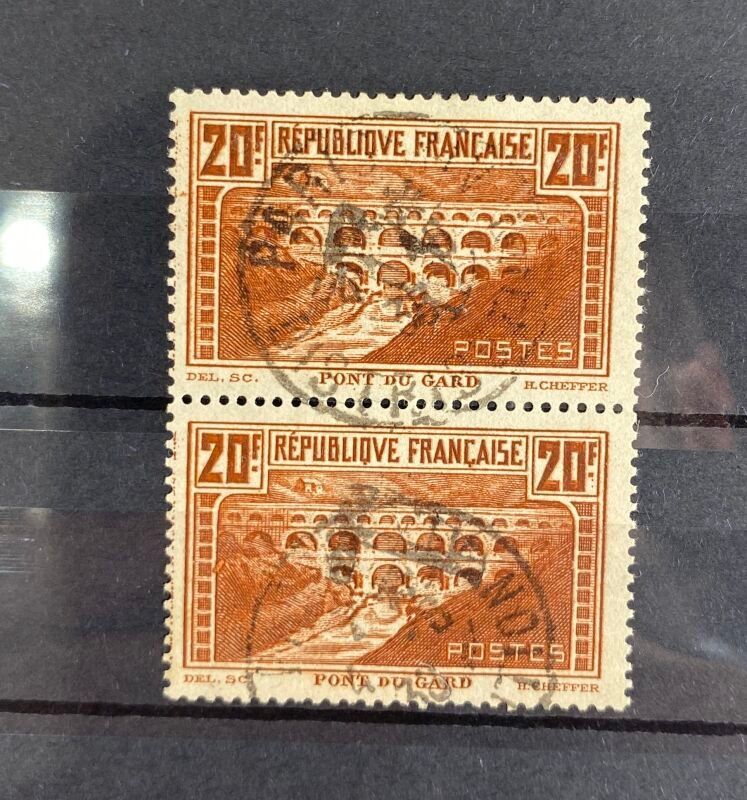 20F RÉPUBLIQUE FRANÇAISE 20F
POSTES
DEL. SC. PONT DU GARD H. CHEFFER
20F RÉPUBLIQUE FRANÇAISE 20F
POSTES
DEL. SC. PONT DU GARD H. CHEFFER